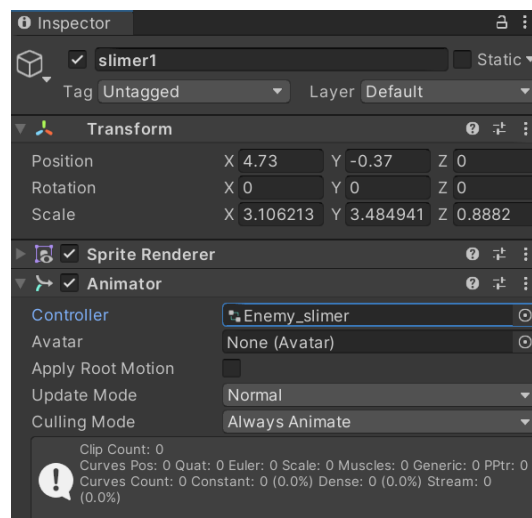 Inspector
slimer1 Static
Tag Untagged Layer Default
Transform
Position X 4.73 Y -0.37 Z 0
Rotation X 0 Y 0 Z 0
Scale X 3.106213 Y 3.484941 Z 0.8882
Sprite Renderer
Animator
Controller Enemy_slimer
Avatar None (Avatar)
Apply Root Motion
Update Mode Normal
Culling Mode Always Animate
Clip Count: 0
Curves Pos: 0 Quat: 0 Euler: 0 Scale: 0 Muscles: 0 Generic: 0 PPtr: 0
Curves Count: 0 Constant: 0 (0.0%) Dense: 0 (0.0%) Stream: 0
(0.0%)